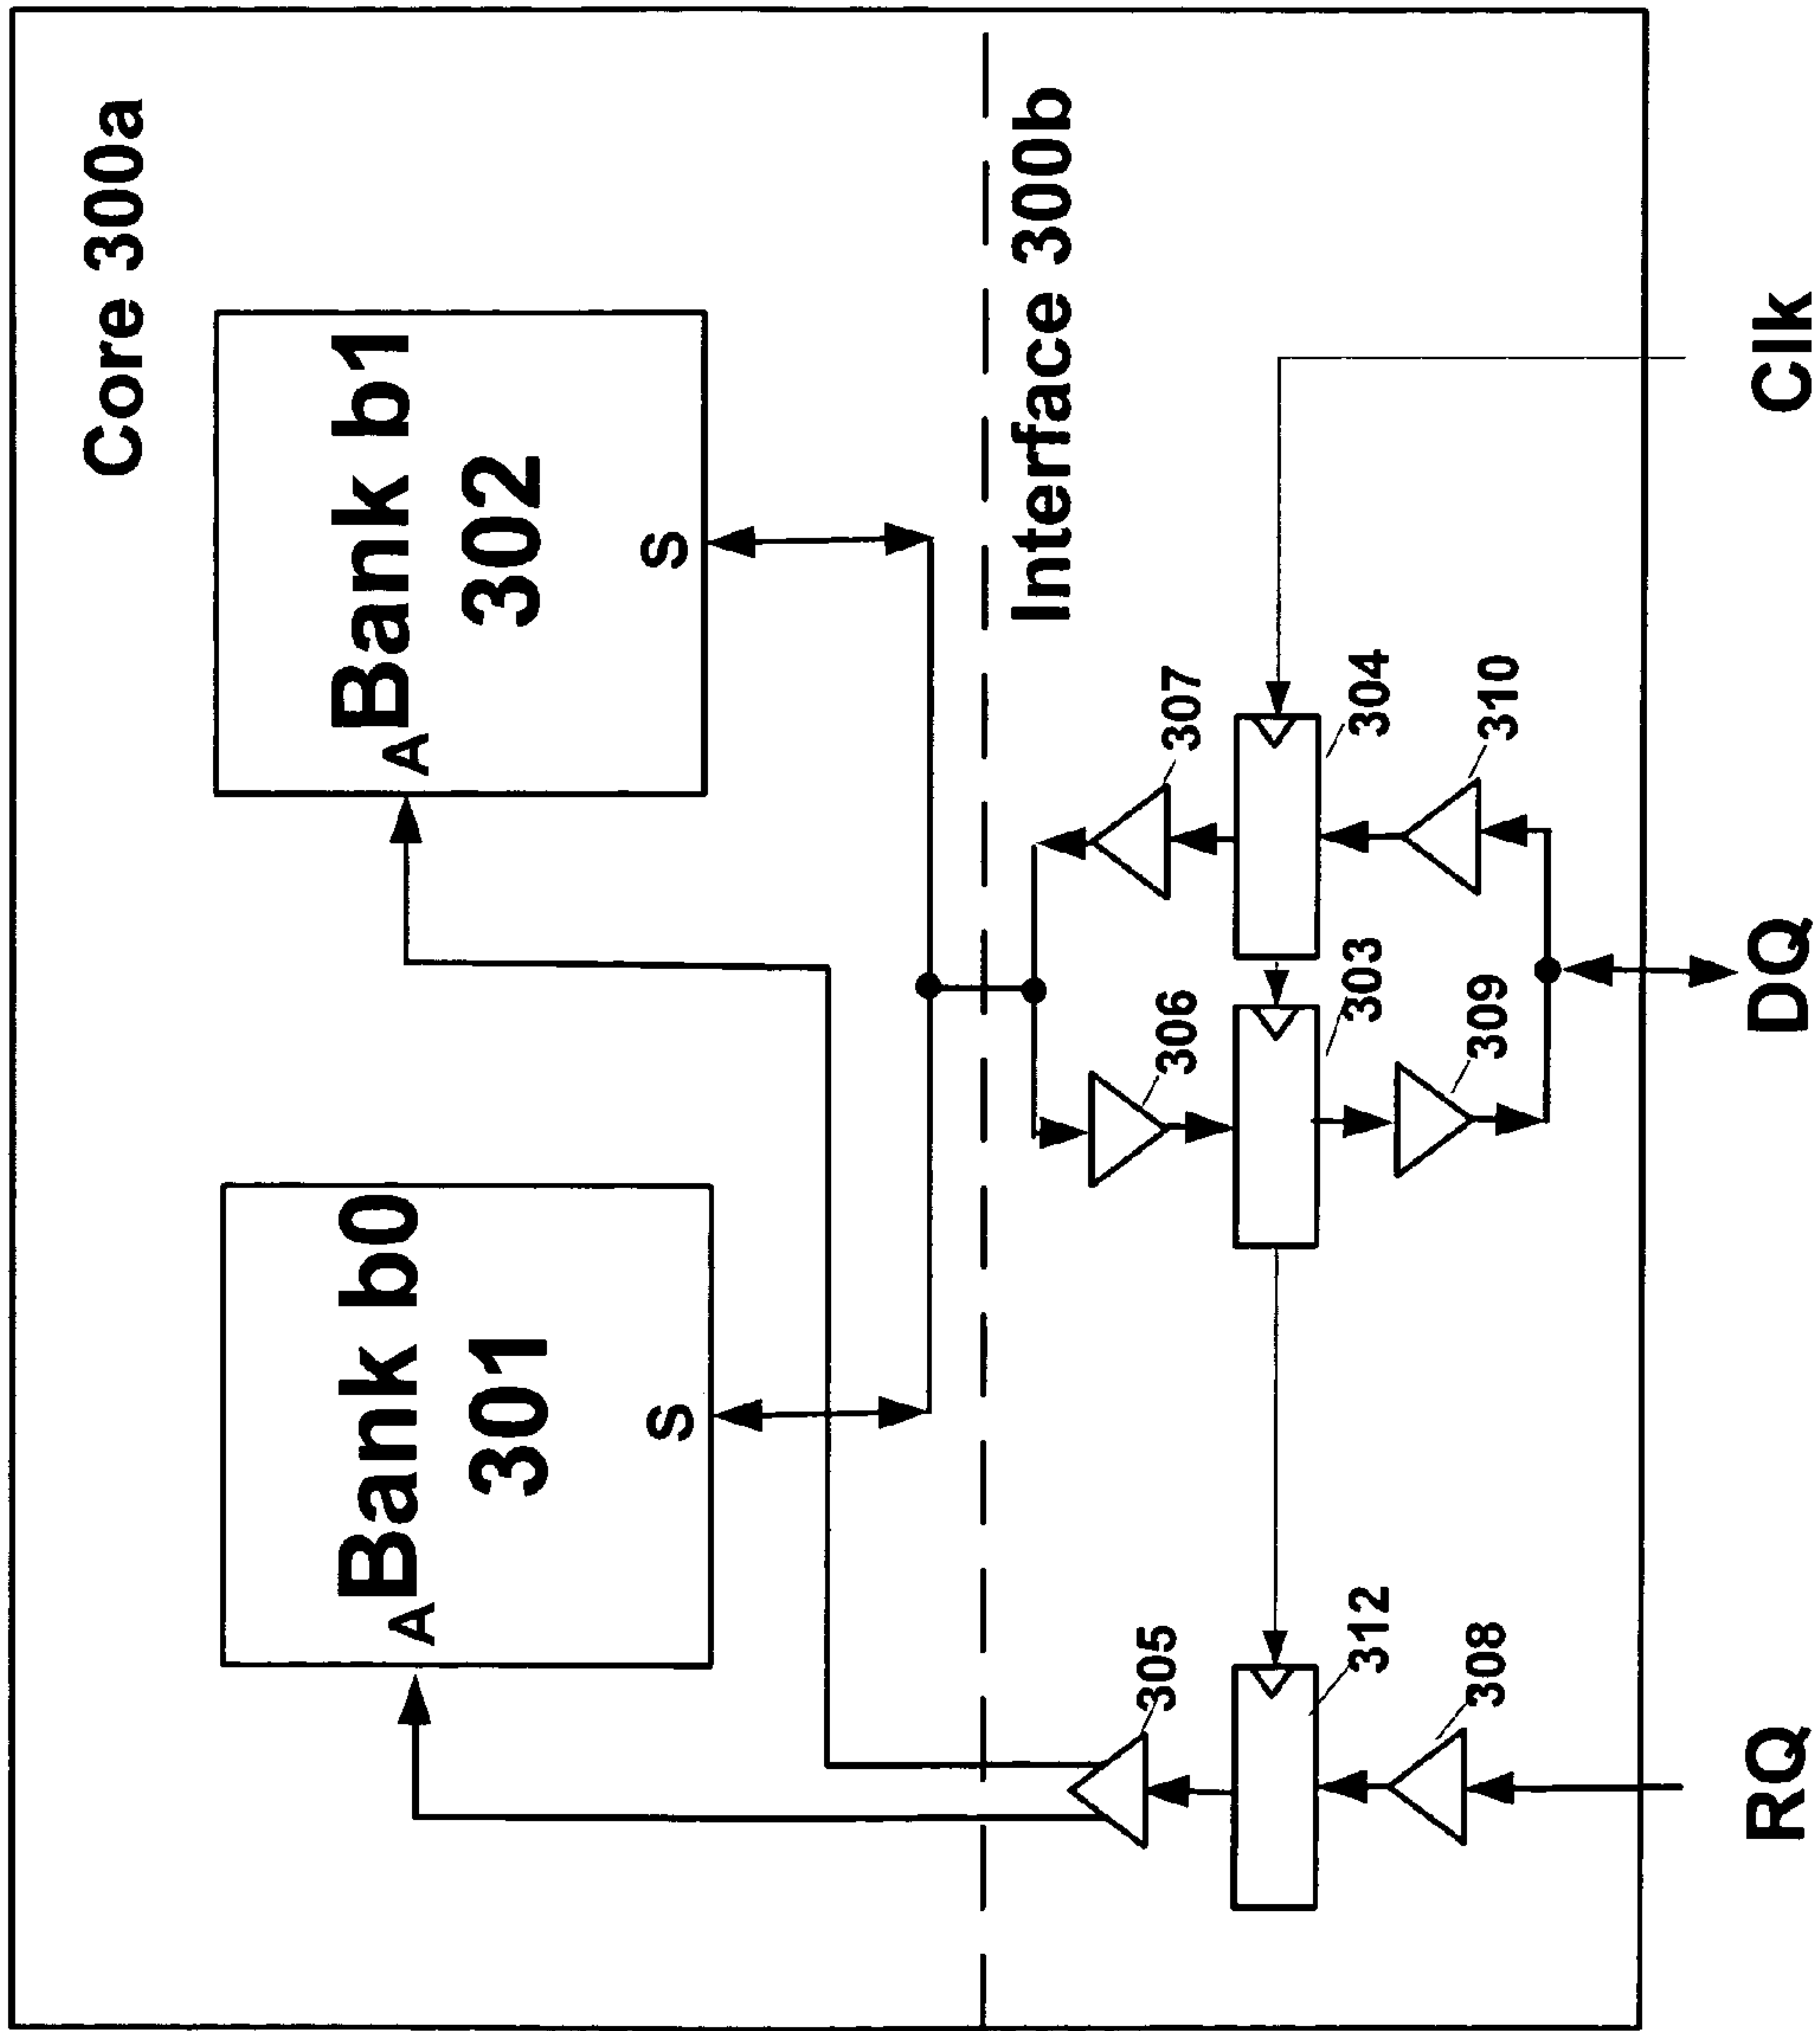 Core 300a
A
Bank b0
301
S
A
Bank b1
302
S
Interface 300b
305
306
307
312
303
304
308
309
310
RQ
DQ
Clk